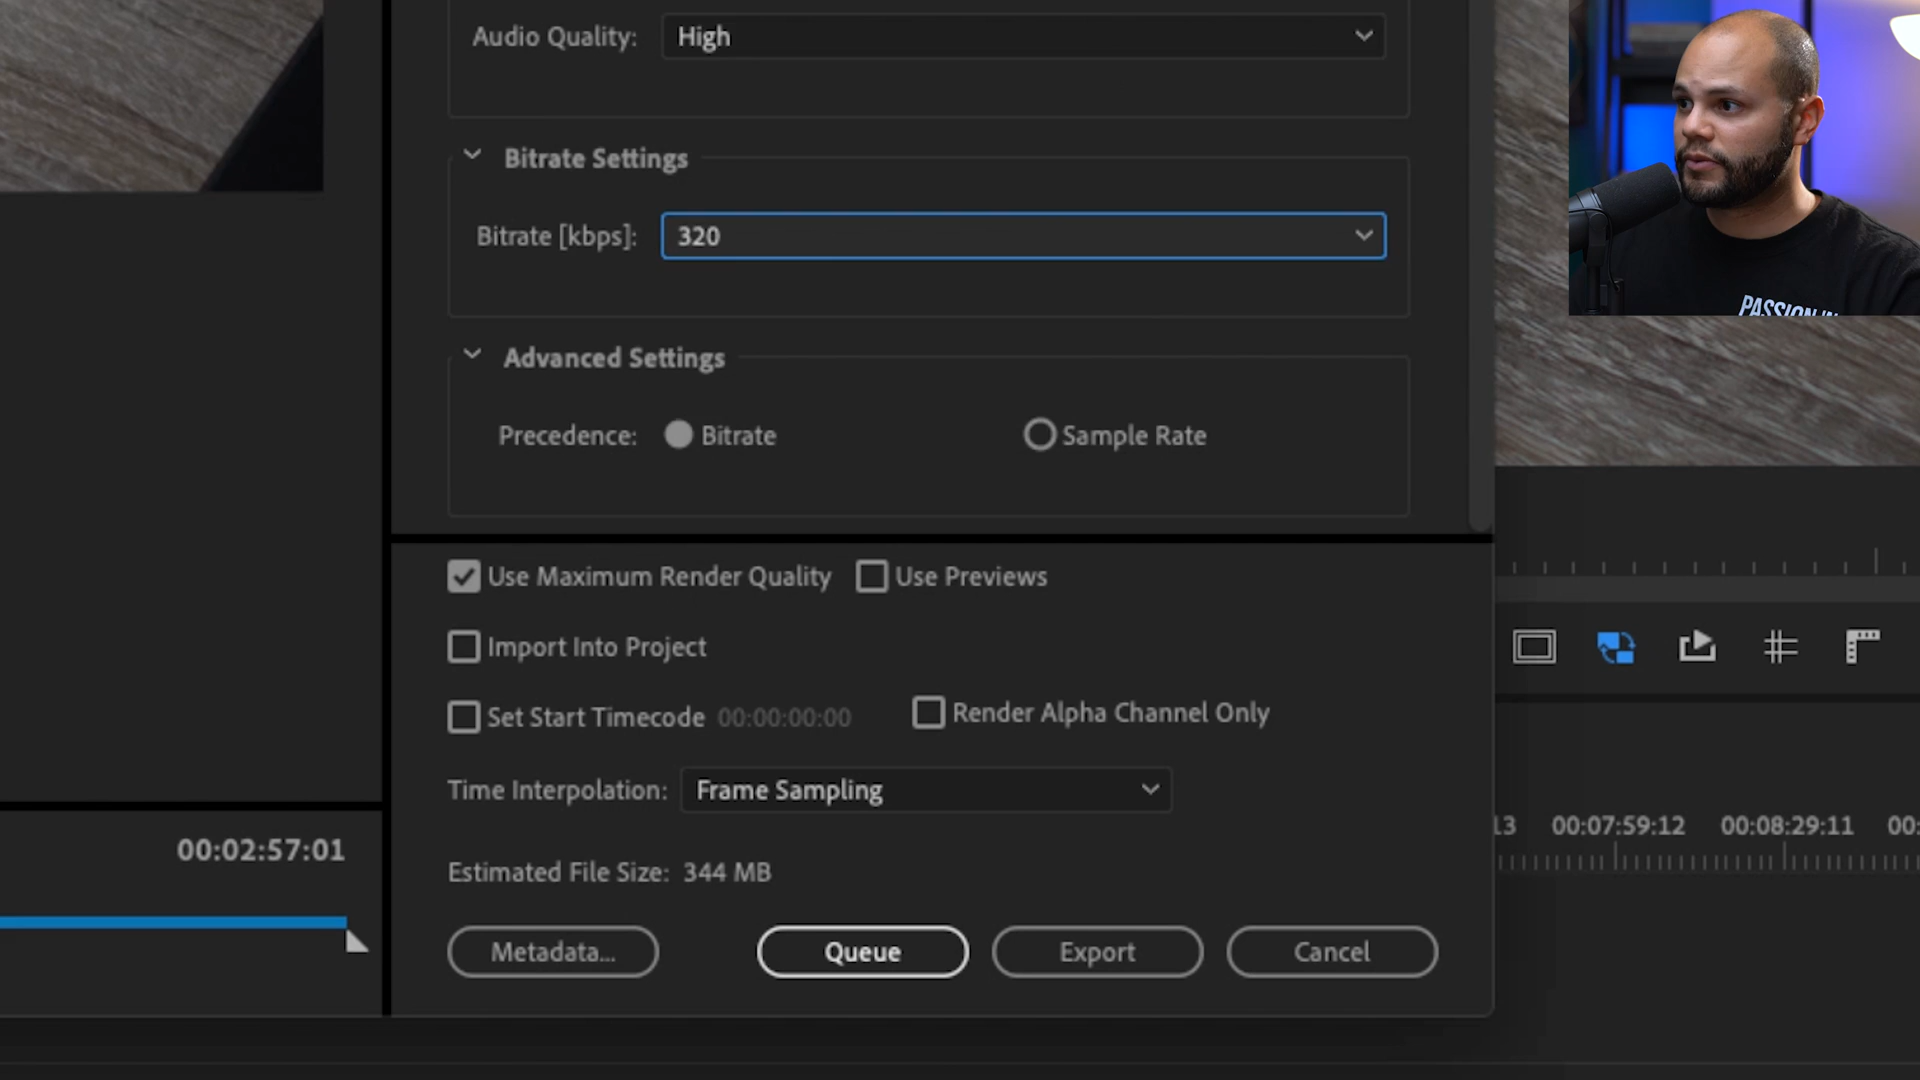 Audio Quality: High
Bitrate Settings
Bitrate [kbps]: 320
Advanced Settings
Precedence: Bitrate Sample Rate
Use Maximum Render Quality Use Previews
Import Into Project
Set Start Timecode 00:00:00:00 Render Alpha Channel Only
Time Interpolation: Frame Sampling
Estimated File Size: 344 MB
Metadata... Queue Export Cancel
00:02:57:01
13 00:07:59:12 00:08:29:11 00:
PASSION